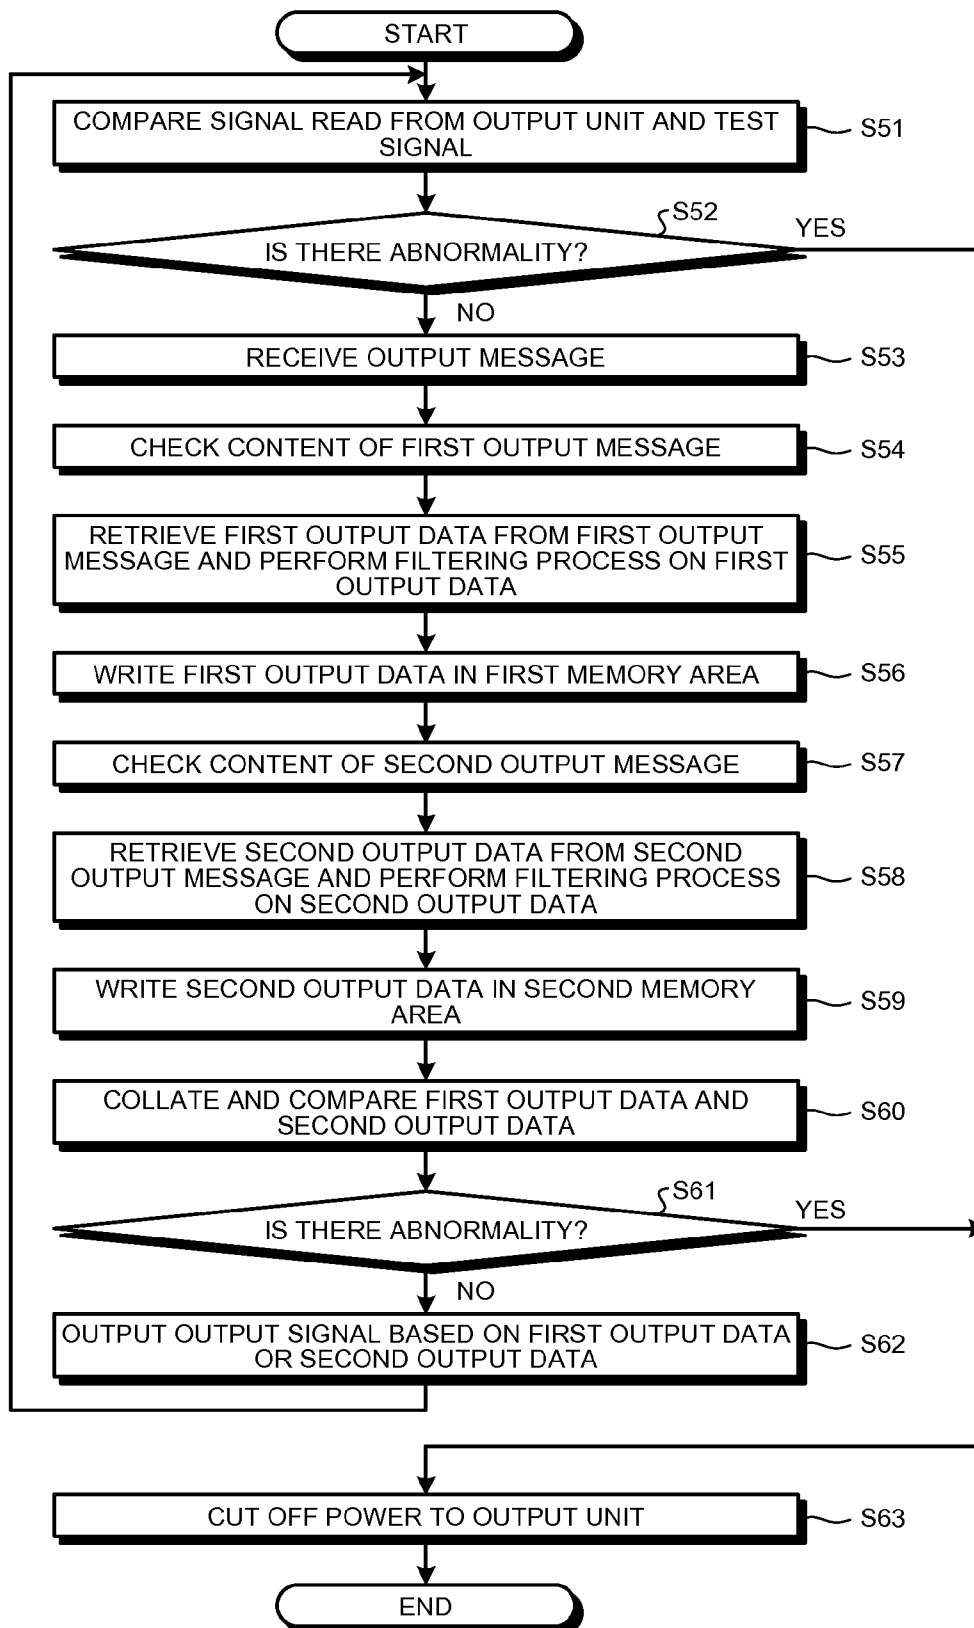 START
COMPARE SIGNAL READ FROM OUTPUT UNIT AND TEST
SIGNAL
S51
S52
YES
IS THERE ABNORMALITY?
NO
RECEIVE OUTPUT MESSAGE
S53
CHECK CONTENT OF FIRST OUTPUT MESSAGE
S54
RETRIEVE FIRST OUTPUT DATA FROM FIRST OUTPUT
MESSAGE AND PERFORM FILTERING PROCESS ON FIRST
OUTPUT DATA
S55
WRITE FIRST OUTPUT DATA IN FIRST MEMORY AREA
S56
CHECK CONTENT OF SECOND OUTPUT MESSAGE
S57
RETRIEVE SECOND OUTPUT DATA FROM SECOND
OUTPUT MESSAGE AND PERFORM FILTERING PROCESS
ON SECOND OUTPUT DATA
S58
WRITE SECOND OUTPUT DATA IN SECOND MEMORY
AREA
S59
COLLATE AND COMPARE FIRST OUTPUT DATA AND
SECOND OUTPUT DATA
S60
S61
YES
IS THERE ABNORMALITY?
NO
OUTPUT OUTPUT SIGNAL BASED ON FIRST OUTPUT DATA
OR SECOND OUTPUT DATA
S62
CUT OFF POWER TO OUTPUT UNIT
S63
END